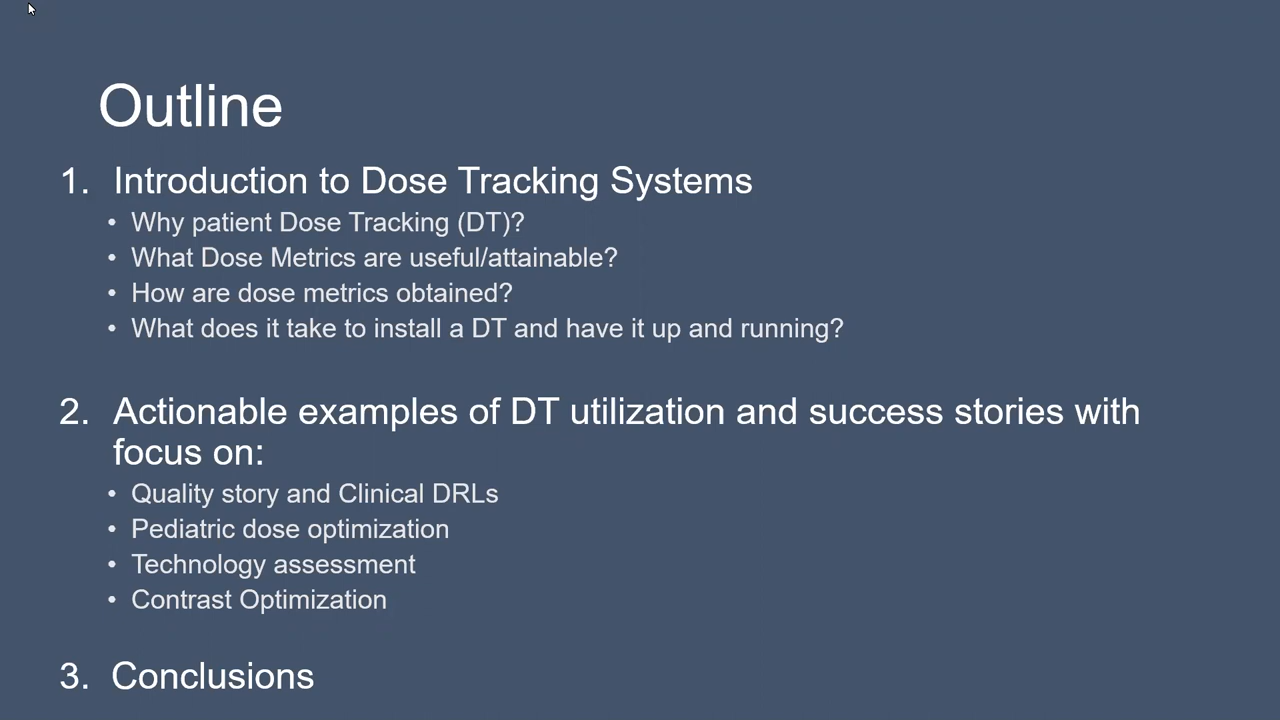 Outline
1. Introduction to Dose Tracking Systems
• Why patient Dose Tracking (DT)?
• What Dose Metrics are useful/attainable?
• How are dose metrics obtained?
• What does it take to install a DT and have it up and running?
2. Actionable examples of DT utilization and success stories with
focus on:
• Quality story and Clinical DRLs
• Pediatric dose optimization
• Technology assessment
• Contrast Optimization
3. Conclusions